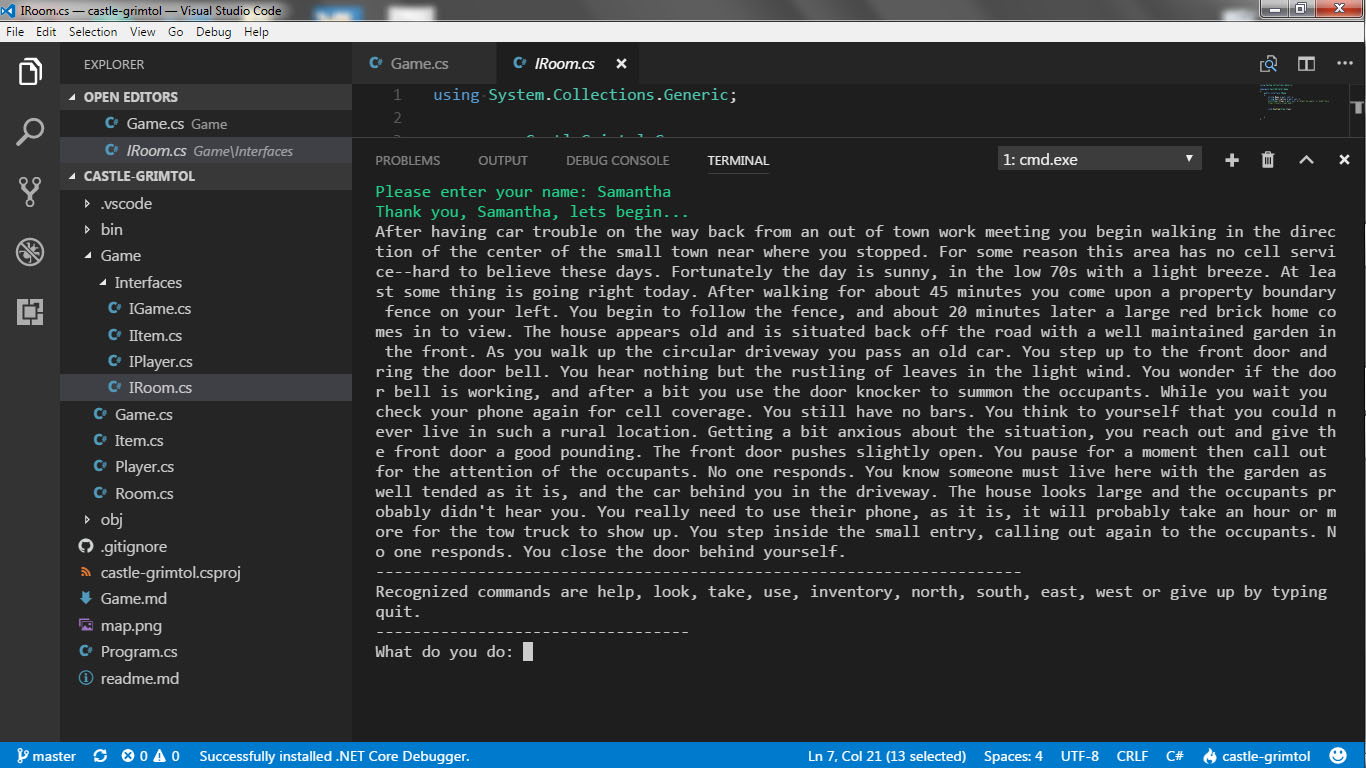 IRoom.cs — castle-grimtol — Visual Studio Code
File Edit Selection View Go Debug Help
EXPLORER
OPEN EDITORS
Game.cs Game
IRoom.cs Game\Interfaces
CASTLE-GRIMTOL
.vscode
bin
Game
Interfaces
IGame.cs
IItem.cs
IPlayer.cs
IRoom.cs
Game.cs
Item.cs
Player.cs
Room.cs
obj
.gitignore
castle-grimtol.csproj
Game.md
map.png
Program.cs
readme.md
Game.cs IRoom.cs
1 using System.Collections.Generic;
2
PROBLEMS OUTPUT DEBUG CONSOLE TERMINAL 1: cmd.exe
Please enter your name: Samantha
Thank you, Samantha, lets begin...
After having car trouble on the way back from an out of town work meeting you begin walking in the direc
tion of the center of the small town near where you stopped. For some reason this area has no cell servi
ce--hard to believe these days. Fortunately the day is sunny, in the low 70s with a light breeze. At lea
st some thing is going right today. After walking for about 45 minutes you come upon a property boundary
fence on your left. You begin to follow the fence, and about 20 minutes later a large red brick home co
mes in to view. The house appears old and is situated back off the road with a well maintained garden in
the front. As you walk up the circular driveway you pass an old car. You step up to the front door and
ring the door bell. You hear nothing but the rustling of leaves in the light wind. You wonder if the doo
r bell is working, and after a bit you use the door knocker to summon the occupants. While you wait you
check your phone again for cell coverage. You still have no bars. You think to yourself that you could n
ever live in such a rural location. Getting a bit anxious about the situation, you reach out and give th
e front door a good pounding. The front door pushes slightly open. You pause for a moment then call out
for the attention of the occupants. No one responds. You know someone must live here with the garden as
well tended as it is, and the car behind you in the driveway. The house looks large and the occupants pr
obably didn't hear you. You really need to use their phone, as it is, it will probably take an hour or m
ore for the tow truck to show up. You step inside the small entry, calling out again to the occupants. N
o one responds. You close the door behind yourself.
----------------------------------------------------------------------
Recognized commands are help, look, take, use, inventory, north, south, east, west or give up by typing
quit.
----------------------------------
What do you do:
master 0 0 Successfully installed .NET Core Debugger. Ln 7, Col 21 (13 selected) Spaces: 4 UTF-8 CRLF C# castle-grimtol